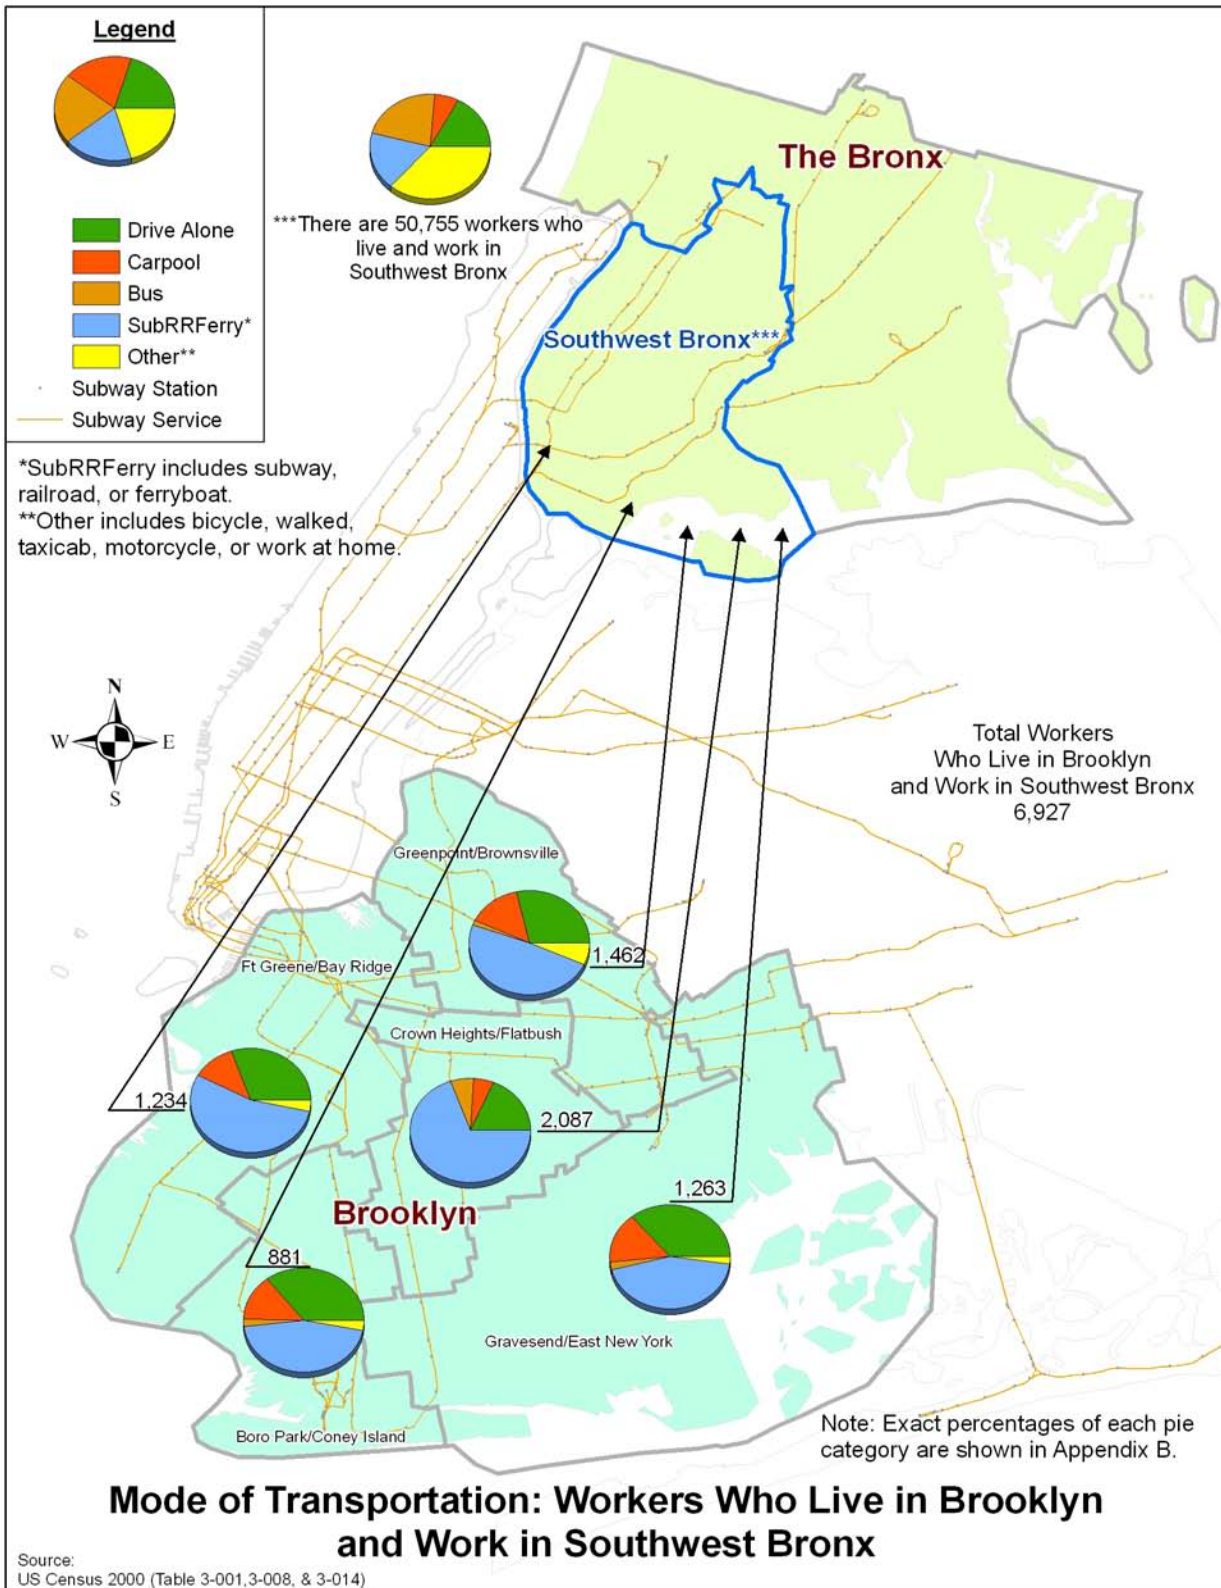 Legend
Drive Alone
Carpool
Bus
SubRRFerry*
Other**
Subway Station
Subway Service
*SubRRFerry includes subway,
railroad, or ferryboat.
**Other includes bicycle, walked,
taxicab, motorcycle, or work at home.
***There are 50,755 workers who
live and work in
Southwest Bronx
The Bronx
Southwest Bronx***
N
W
E
S
Total Workers
Who Live in Brooklyn
and Work in Southwest Bronx
6,927
Greenpoint/Brownsville
1,462
Ft Greene/Bay Ridge
Crown Heights/Flatbush
1,234
2,087
1,263
Brooklyn
881
Gravesend/East New York
Boro Park/Coney Island
Note: Exact percentages of each pie
category are shown in Appendix B.
Mode of Transportation: Workers Who Live in Brooklyn
and Work in Southwest Bronx
Source:
US Census 2000 (Table 3-001,3-008, & 3-014)